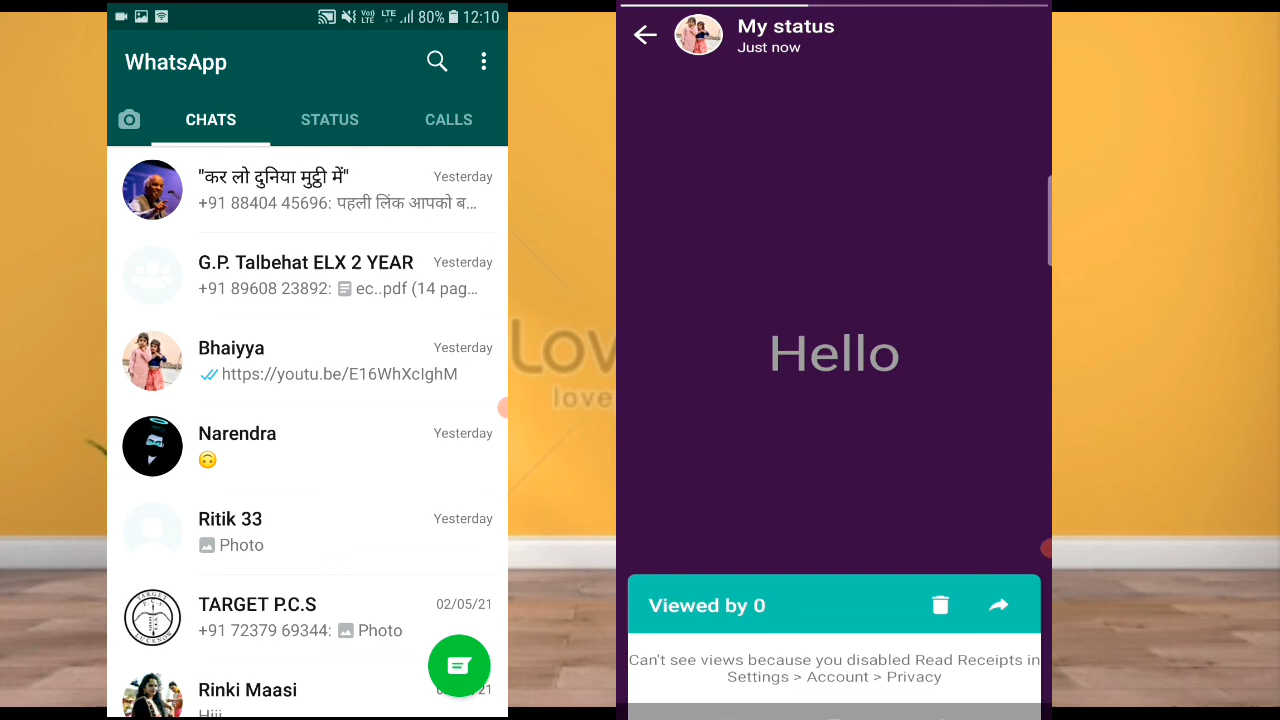 80% 12:10
WhatsApp
CHATS STATUS CALLS
"कर लो दुनिया मुट्ठी में" Yesterday
+91 88404 45696: पहली लिंक आपको ब...
G.P. Talbehat ELX 2 YEAR Yesterday
+91 89608 23892: ec..pdf (14 pag...
Bhaiyya Yesterday
https://youtu.be/E16WhXcIghM
Narendra Yesterday
Ritik 33 Yesterday
Photo
TARGET P.C.S 02/05/21
+91 72379 69344: Photo
Rinki Maasi
Hiii
My status
Just now
Hello
Viewed by 0
Can't see views because you disabled Read Receipts in
Settings > Account > Privacy